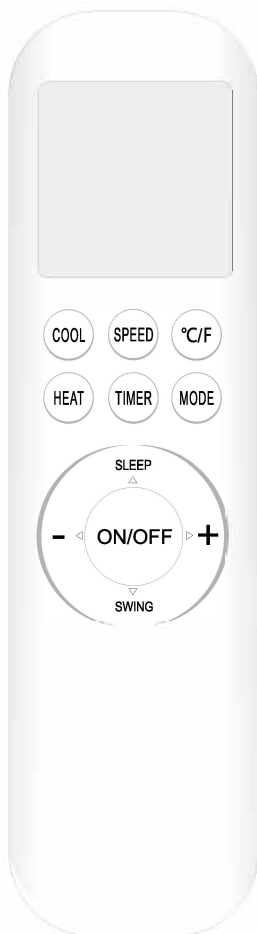 COOL SPEED ℃/F
HEAT TIMER MODE
SLEEP
- ON/OFF +
SWING